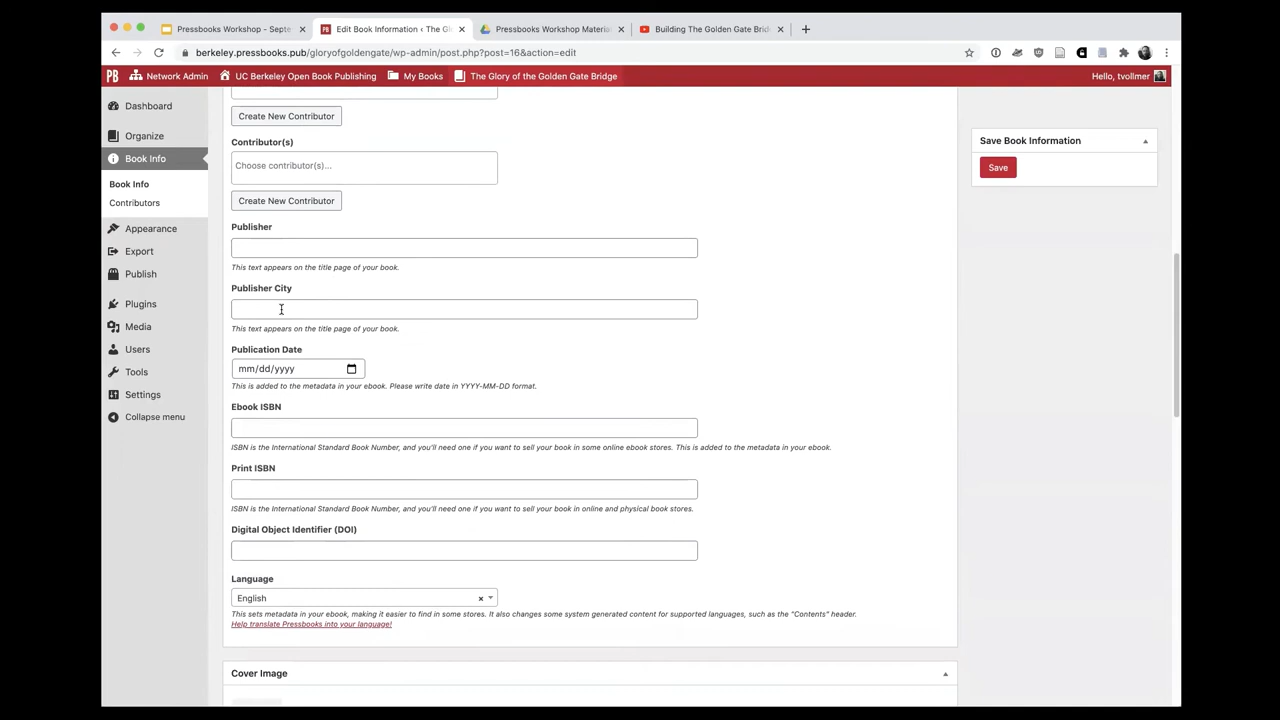 Pressbooks Workshop - Septe
Edit Book Information ‹ The Gl
Pressbooks Workshop Materia
Building The Golden Gate Brid
berkeley.pressbooks.pub/gloryofgoldengate/wp-admin/post.php?post=16&action=edit
PB Network Admin UC Berkeley Open Book Publishing My Books The Glory of the Golden Gate Bridge Hello, tvollmer
Dashboard
Organize
Book Info
Book Info
Contributors
Appearance
Export
Publish
Plugins
Media
Users
Tools
Settings
Collapse menu
Create New Contributor
Contributor(s)
Choose contributor(s)...
Create New Contributor
Publisher
This text appears on the title page of your book.
Publisher City
This text appears on the title page of your book.
Publication Date
mm/dd/yyyy
This is added to the metadata in your ebook. Please write date in YYYY-MM-DD format.
Ebook ISBN
ISBN is the International Standard Book Number, and you'll need one if you want to sell your book in some online ebook stores. This is added to the metadata in your ebook.
Print ISBN
ISBN is the International Standard Book Number, and you'll need one if you want to sell your book in online and physical book stores.
Digital Object Identifier (DOI)
Language
English
This sets metadata in your ebook, making it easier to find in some stores. It also changes some system generated content for supported languages, such as the "Contents" header.
Help translate Pressbooks into your language!
Cover Image
Save Book Information
Save